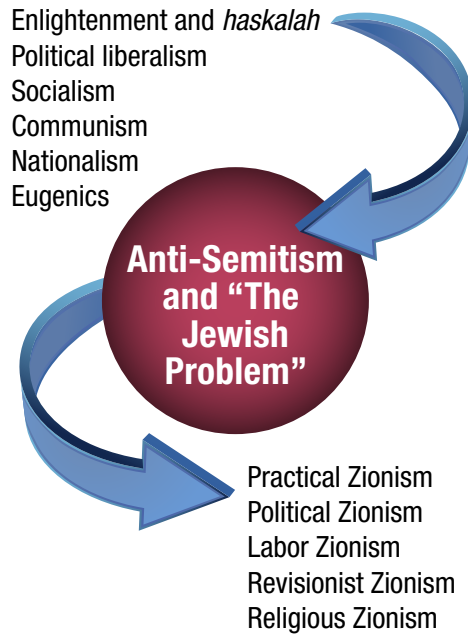 Enlightenment and haskalah
Political liberalism
Socialism
Communism
Nationalism
Eugenics
Anti-Semitism
and “The
Jewish
Problem”
Practical Zionism
Political Zionism
Labor Zionism
Revisionist Zionism
Religious Zionism